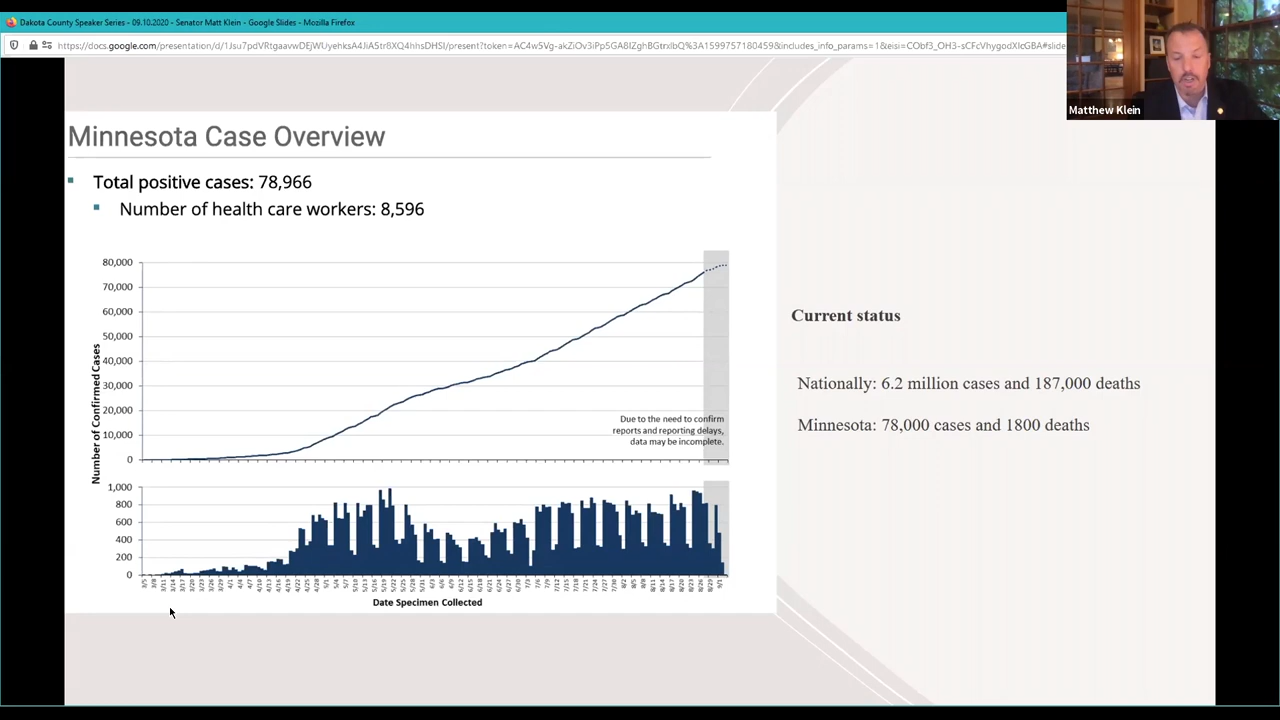 Dakota County Speaker Series - 09.10.2020 - Senator Matt Klein - Google Slides - Mozilla Firefox
Matthew Klein
Minnesota Case Overview
Total positive cases: 78,966
Number of health care workers: 8,596
Number of Confirmed Cases
80,000
70,000
60,000
50,000
40,000
30,000
20,000
10,000
0
Due to the need to confirm
reports and reporting delays,
data may be incomplete.
1,000
800
600
400
200
0
Date Specimen Collected
Current status
Nationally: 6.2 million cases and 187,000 deaths
Minnesota: 78,000 cases and 1800 deaths